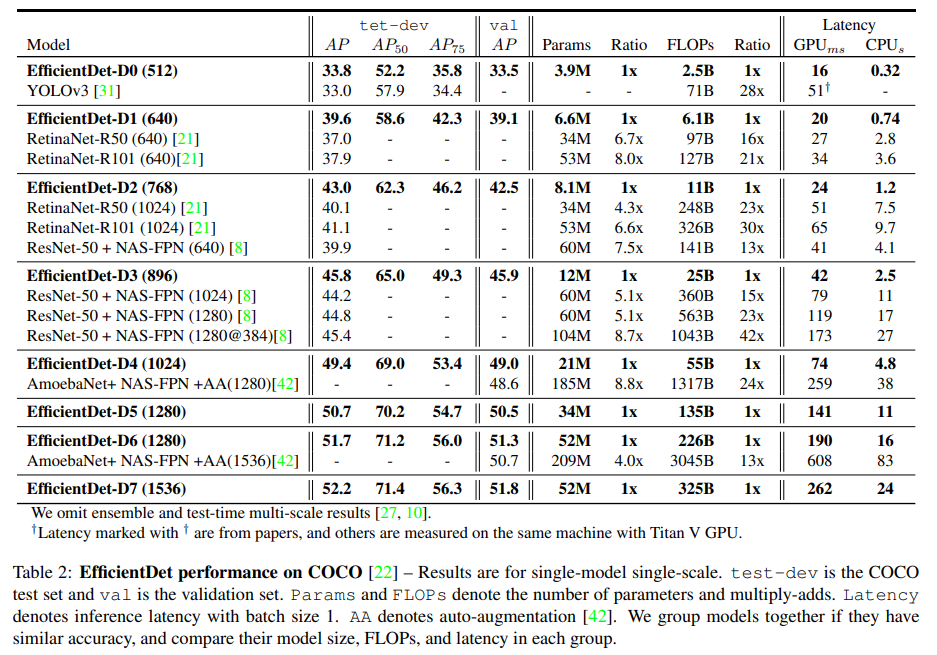 tet-dev val Latency
Model AP AP50 AP75 AP Params Ratio FLOPs Ratio GPUms CPUs
EfficientDet-D0 (512) 33.8 52.2 35.8 33.5 3.9M 1x 2.5B 1x 16 0.32
YOLOv3 [31] 33.0 57.9 34.4 - - - 71B 28x 51† -
EfficientDet-D1 (640) 39.6 58.6 42.3 39.1 6.6M 1x 6.1B 1x 20 0.74
RetinaNet-R50 (640) [21] 37.0 - - - 34M 6.7x 97B 16x 27 2.8
RetinaNet-R101 (640)[21] 37.9 - - - 53M 8.0x 127B 21x 34 3.6
EfficientDet-D2 (768) 43.0 62.3 46.2 42.5 8.1M 1x 11B 1x 24 1.2
RetinaNet-R50 (1024) [21] 40.1 - - - 34M 4.3x 248B 23x 51 7.5
RetinaNet-R101 (1024) [21] 41.1 - - - 53M 6.6x 326B 30x 65 9.7
ResNet-50 + NAS-FPN (640) [8] 39.9 - - - 60M 7.5x 141B 13x 41 4.1
EfficientDet-D3 (896) 45.8 65.0 49.3 45.9 12M 1x 25B 1x 42 2.5
ResNet-50 + NAS-FPN (1024) [8] 44.2 - - - 60M 5.1x 360B 15x 79 11
ResNet-50 + NAS-FPN (1280) [8] 44.8 - - - 60M 5.1x 563B 23x 119 17
ResNet-50 + NAS-FPN (1280@384)[8] 45.4 - - - 104M 8.7x 1043B 42x 173 27
EfficientDet-D4 (1024) 49.4 69.0 53.4 49.0 21M 1x 55B 1x 74 4.8
AmoebaNet+ NAS-FPN +AA(1280)[42] - - - 48.6 185M 8.8x 1317B 24x 259 38
EfficientDet-D5 (1280) 50.7 70.2 54.7 50.5 34M 1x 135B 1x 141 11
EfficientDet-D6 (1280) 51.7 71.2 56.0 51.3 52M 1x 226B 1x 190 16
AmoebaNet+ NAS-FPN +AA(1536)[42] - - - 50.7 209M 4.0x 3045B 13x 608 83
EfficientDet-D7 (1536) 52.2 71.4 56.3 51.8 52M 1x 325B 1x 262 24
We omit ensemble and test-time multi-scale results [27, 10].
†Latency marked with † are from papers, and others are measured on the same machine with Titan V GPU.
Table 2: EfficientDet performance on COCO [22] – Results are for single-model single-scale. test-dev is the COCO
test set and val is the validation set. Params and FLOPs denote the number of parameters and multiply-adds. Latency
denotes inference latency with batch size 1. AA denotes auto-augmentation [42]. We group models together if they have
similar accuracy, and compare their model size, FLOPs, and latency in each group.